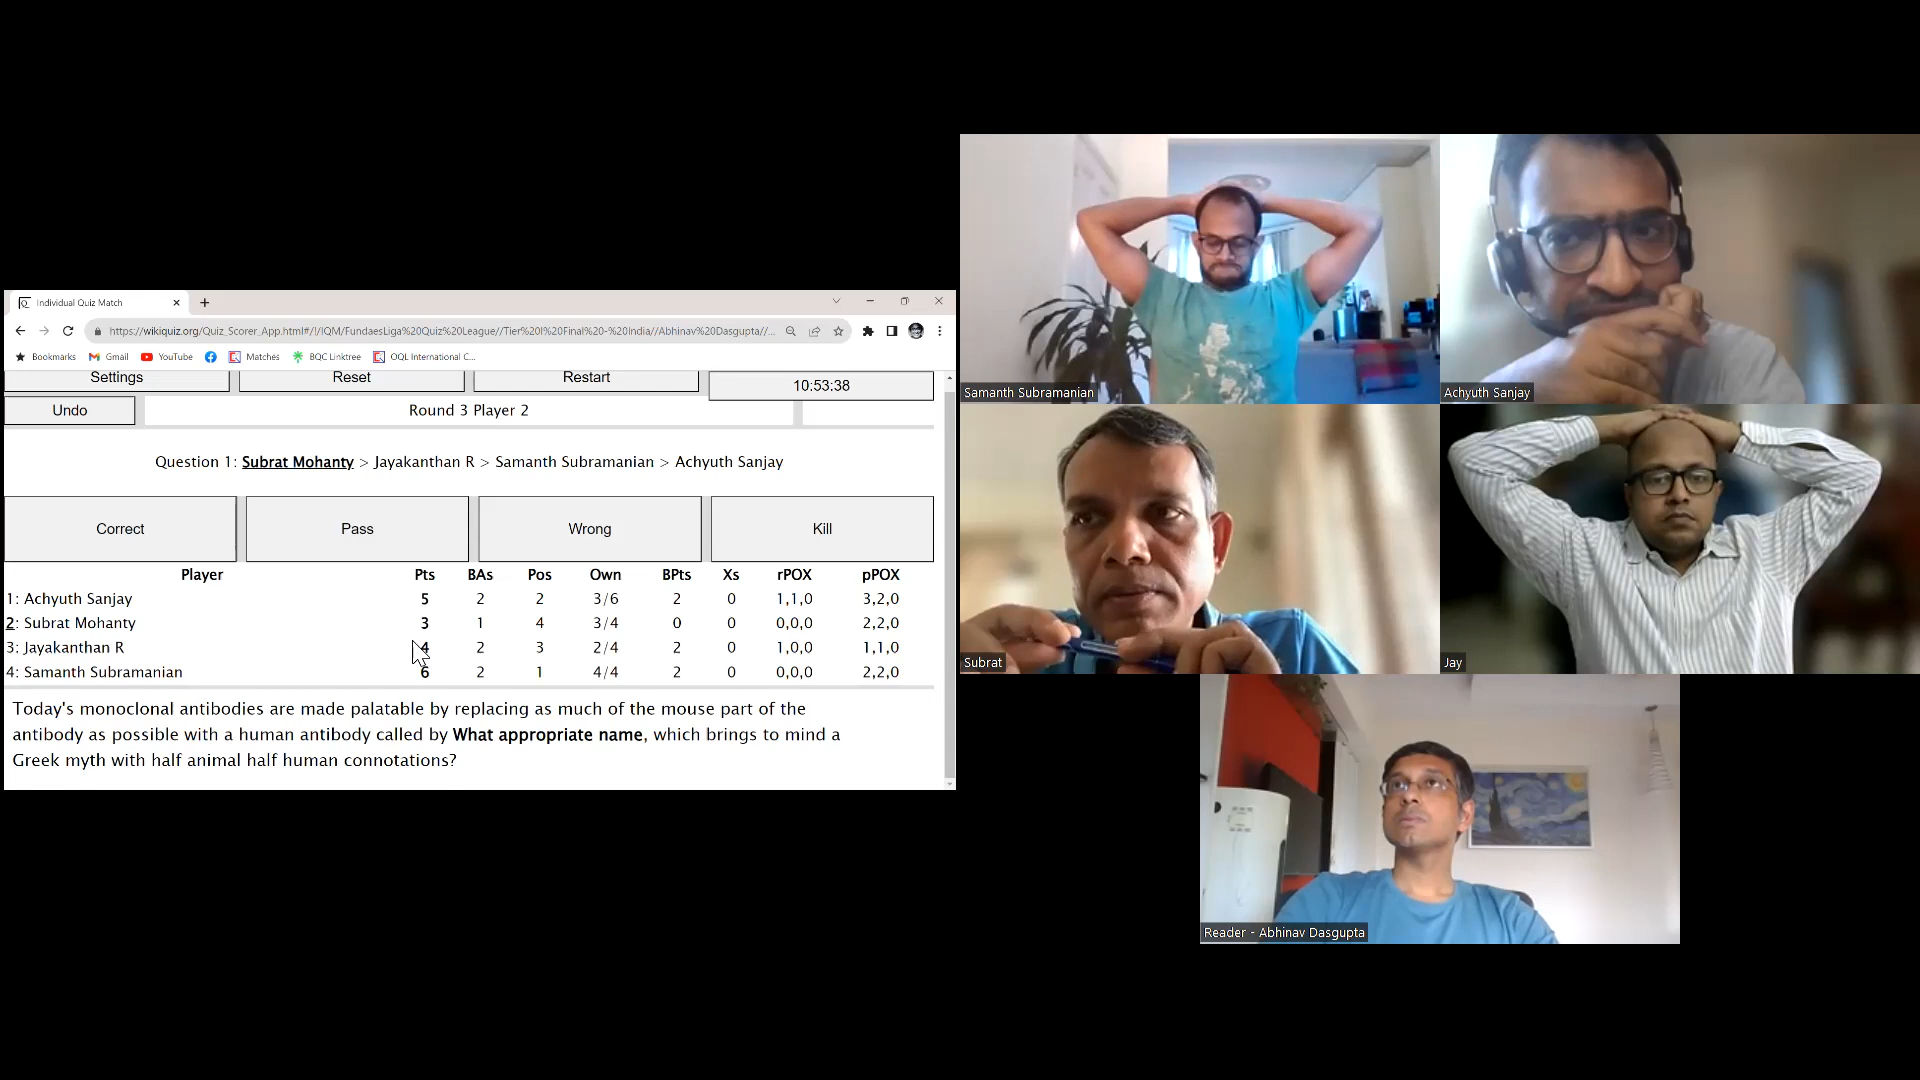 Individual Quiz Match
https://wikiquiz.org/Quiz_Scorer_App.html#/!/IQM/FundaesLiga%20Quiz%20League//Tier%20I%20Final%20-%20India//Abhinav%20Dasgupta//...
Bookmarks Gmail YouTube Matches BQC Linktree OQL International C...
Settings Reset Restart 10:53:38
Undo Round 3 Player 2
Question 1: Subrat Mohanty > Jayakanthan R > Samanth Subramanian > Achyuth Sanjay
Correct Pass Wrong Kill
Player Pts BAs Pos Own BPts Xs rPOX pPOX
1: Achyuth Sanjay 5 2 2 3/6 2 0 1,1,0 3,2,0
2: Subrat Mohanty 3 1 4 3/4 0 0 0,0,0 2,2,0
3: Jayakanthan R 4 2 3 2/4 2 0 1,0,0 1,1,0
4: Samanth Subramanian 6 2 1 4/4 2 0 0,0,0 2,2,0
Today's monoclonal antibodies are made palatable by replacing as much of the mouse part of the
antibody as possible with a human antibody called by What appropriate name, which brings to mind a
Greek myth with half animal half human connotations?
Samanth Subramanian
Achyuth Sanjay
Subrat
Jay
Reader - Abhinav Dasgupta